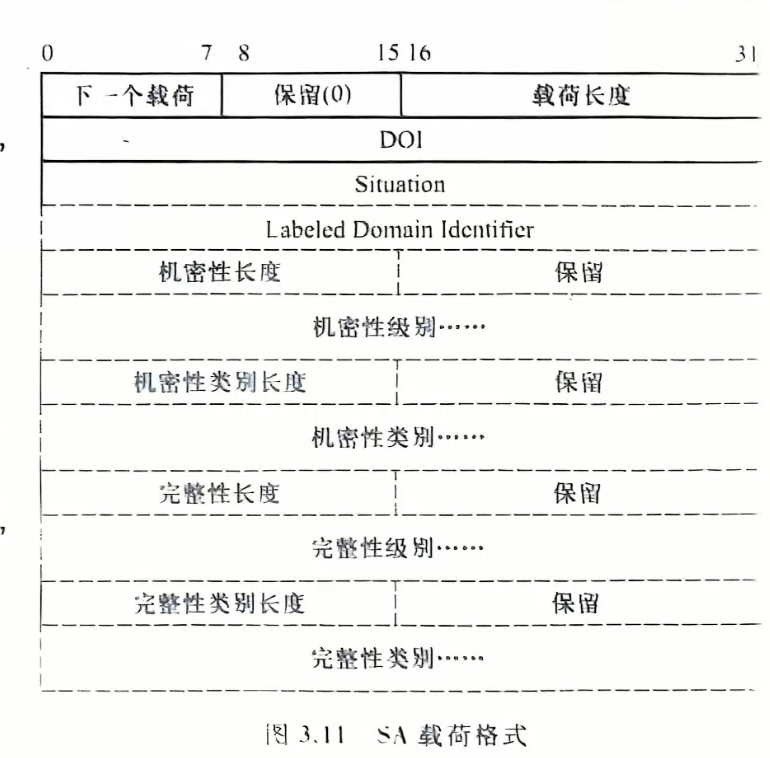 0 7 8 15 16 31
下一个载荷 保留(0) 载荷长度
DOI
Situation
Labeled Domain Identifier
机密性长度 保留
机密性级别……
机密性类别长度 保留
机密性类别……
完整性长度 保留
完整性级别……
完整性类别长度 保留
完整性类别……
图 3.11 SA 载荷格式